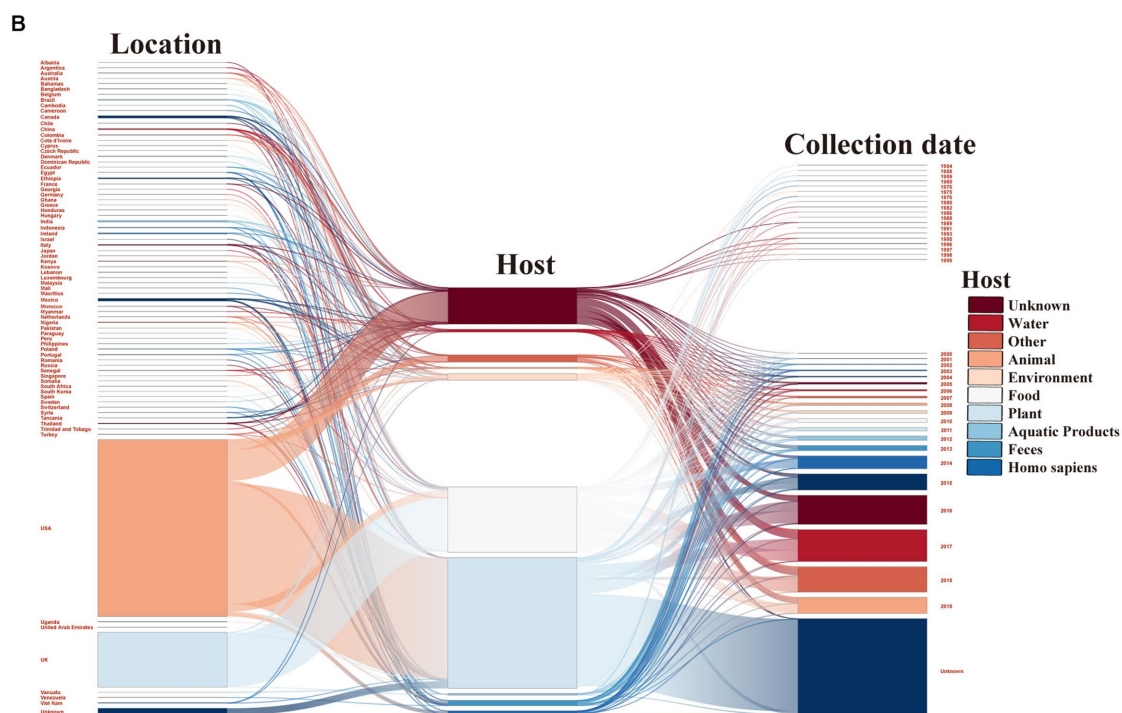 B
Location
Albania
Argentina
Australia
Austria
Bahamas
Bangladesh
Belgium
Brazil
Cambodia
Cameroon
Canada
Chile
China
Colombia
Cote d'Ivoire
Cyprus
Czech Republic
Denmark
Dominican Republic
Ecuador
Egypt
Ethiopia
France
Georgia
Germany
Ghana
Greece
Honduras
Hungary
India
Indonesia
Ireland
Israel
Italy
Japan
Jordan
Kenya
Kosovo
Lebanon
Luxembourg
Malaysia
Mali
Mauritius
Mexico
Morocco
Myanmar
Netherlands
Nigeria
Pakistan
Paraguay
Peru
Philippines
Poland
Portugal
Romania
Russia
Senegal
Singapore
Somalia
South Africa
South Korea
Spain
Sweden
Switzerland
Syria
Tanzania
Thailand
Trinidad and Tobago
Turkey
USA
Uganda
United Arab Emirates
UK
Vanuatu
Venezuela
Viet Nam
Unknown
Host
Collection date
1954
1958
1959
1960
1970
1975
1976
1980
1982
1986
1988
1989
1991
1993
1995
1996
1997
1998
1999
2000
2001
2002
2003
2004
2005
2006
2007
2008
2009
2010
2011
2012
2013
2014
2015
2016
2017
2018
2019
Unknown
Host
Unknown
Water
Other
Animal
Environment
Food
Plant
Aquatic Products
Feces
Homo sapiens